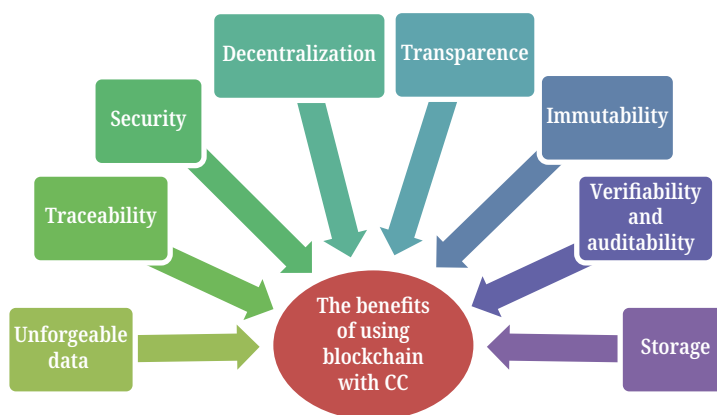 Decentralization
Transparence
Security
Immutability
Traceability
Verifiability
and
auditability
Unforgeable
data
The benefits
of using
blockchain
with CC
Storage